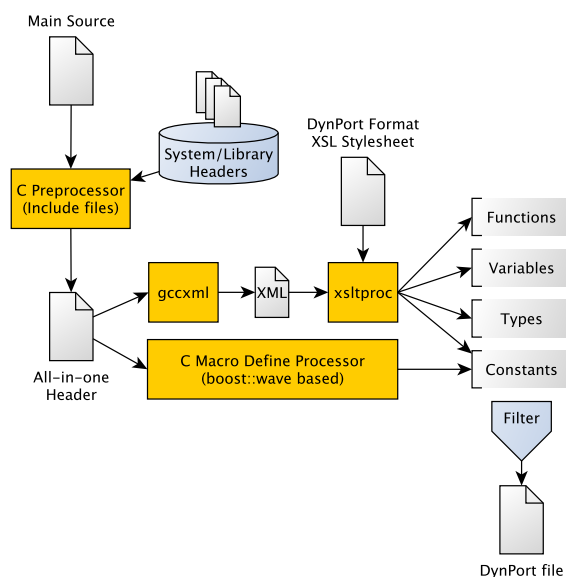 Main Source
System/Library
Headers
DynPort Format
XSL Stylesheet
C Preprocessor
(Include files)
Functions
Variables
gccxml
XML
xsltproc
Types
C Macro Define Processor
(boost::wave based)
Constants
All-in-one
Header
Filter
DynPort file